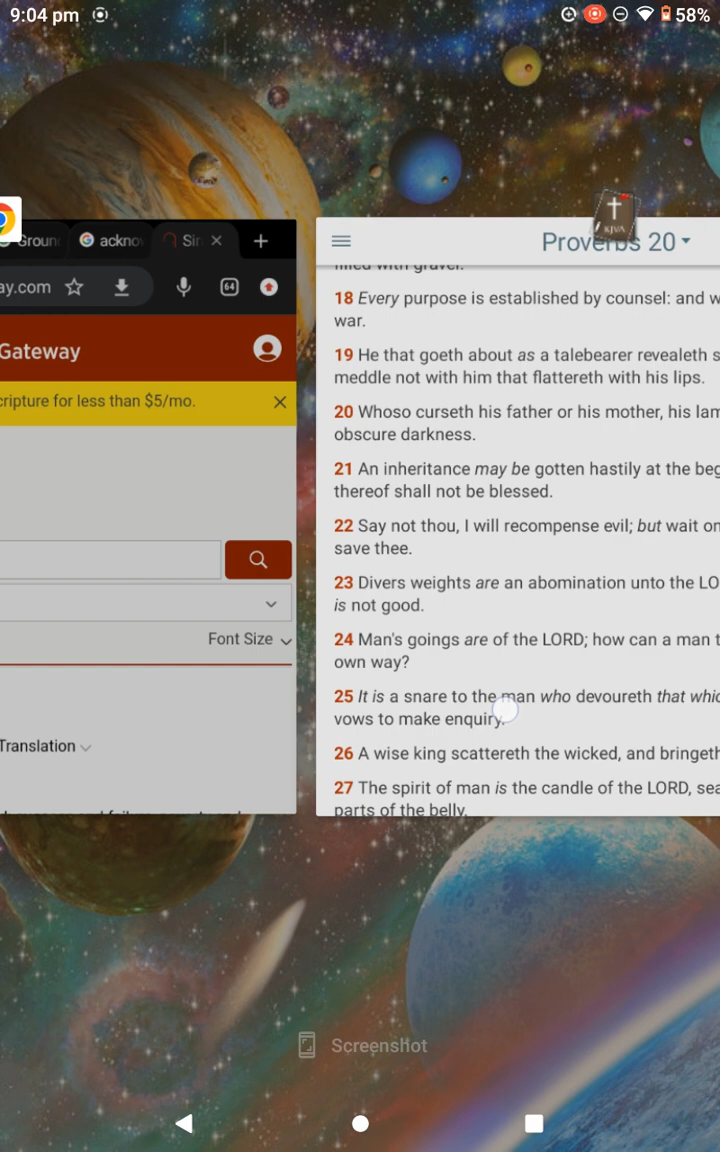 9:04 pm
58%
Groun
ackno
Sir
ay.com
64
Gateway
cripture for less than $5/mo.
Font Size
Translation
KJVA
Proverbs 20
filled with gravel.
18 Every purpose is established by counsel: and w
war.
19 He that goeth about as a talebearer revealeth s
meddle not with him that flattereth with his lips.
20 Whoso curseth his father or his mother, his lam
obscure darkness.
21 An inheritance may be gotten hastily at the beg
thereof shall not be blessed.
22 Say not thou, I will recompense evil; but wait on
save thee.
23 Divers weights are an abomination unto the LO
is not good.
24 Man's goings are of the LORD; how can a man t
own way?
25 It is a snare to the man who devoureth that whic
vows to make enquiry.
26 A wise king scattereth the wicked, and bringeth
27 The spirit of man is the candle of the LORD, sea
parts of the belly.
Screenshot